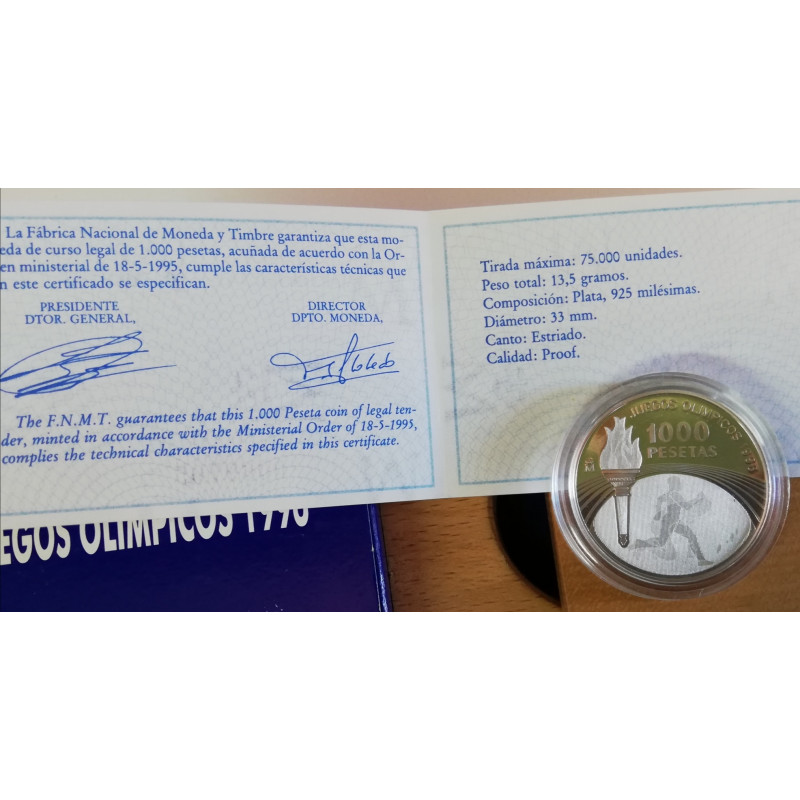 La Fábrica Nacional de Moneda y Timbre garantiza que esta mo-
eda de curso legal de 1.000 pesetas, acuñada de acuerdo con la Or-
en ministerial de 18-5-1995, cumple las características técnicas que
n este certificado se especifican.
PRESIDENTE
DTOR. GENERAL,
DIRECTOR
DPTO. MONEDA,
The F.N.M.T. guarantees that this 1.000 Peseta coin of legal ten-
der, minted in accordance with the Ministerial Order of 18-5-1995,
complies the technical characteristics specified in this certificate.
Tirada máxima: 75.000 unidades.
Peso total: 13,5 gramos.
Composición: Plata, 925 milésimas.
Diámetro: 33 mm.
Canto: Estriado.
Calidad: Proof.
JUEGOS OLIMPICOS
1000
PESETAS
EGOS OLIMPICOS 1996